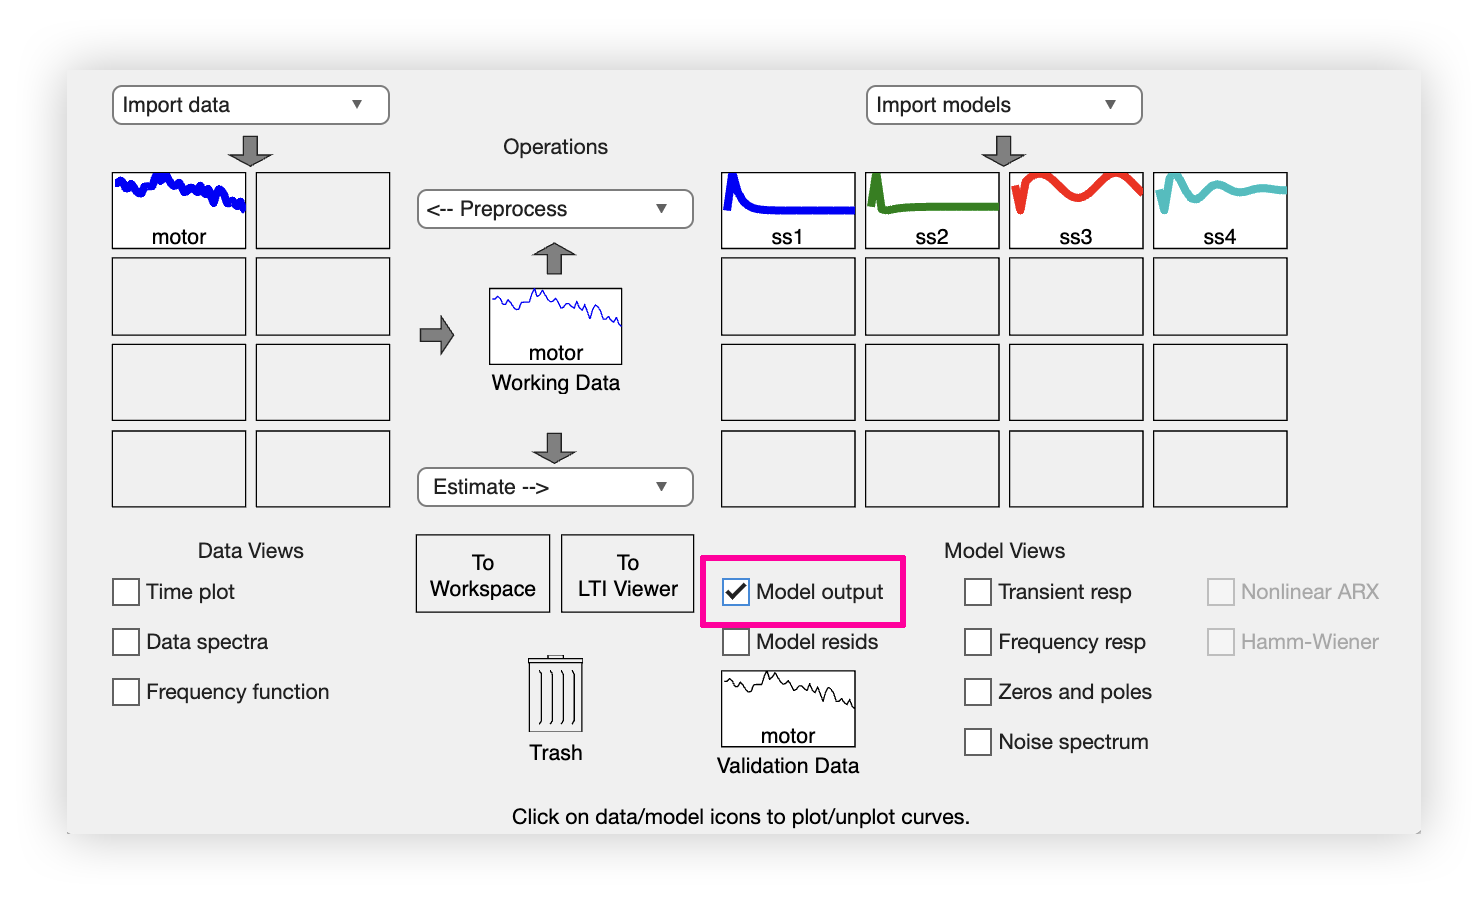 Import data
Import models
Operations
motor
<-- Preprocess
ss1
ss2
ss3
ss4
motor
Working Data
Estimate -->
Data Views
To
Workspace
To
LTI Viewer
Model Views
Time plot
Data spectra
Frequency function
Model output
Model resids
Transient resp
Frequency resp
Zeros and poles
Noise spectrum
Nonlinear ARX
Hamm-Wiener
Trash
motor
Validation Data
Click on data/model icons to plot/unplot curves.